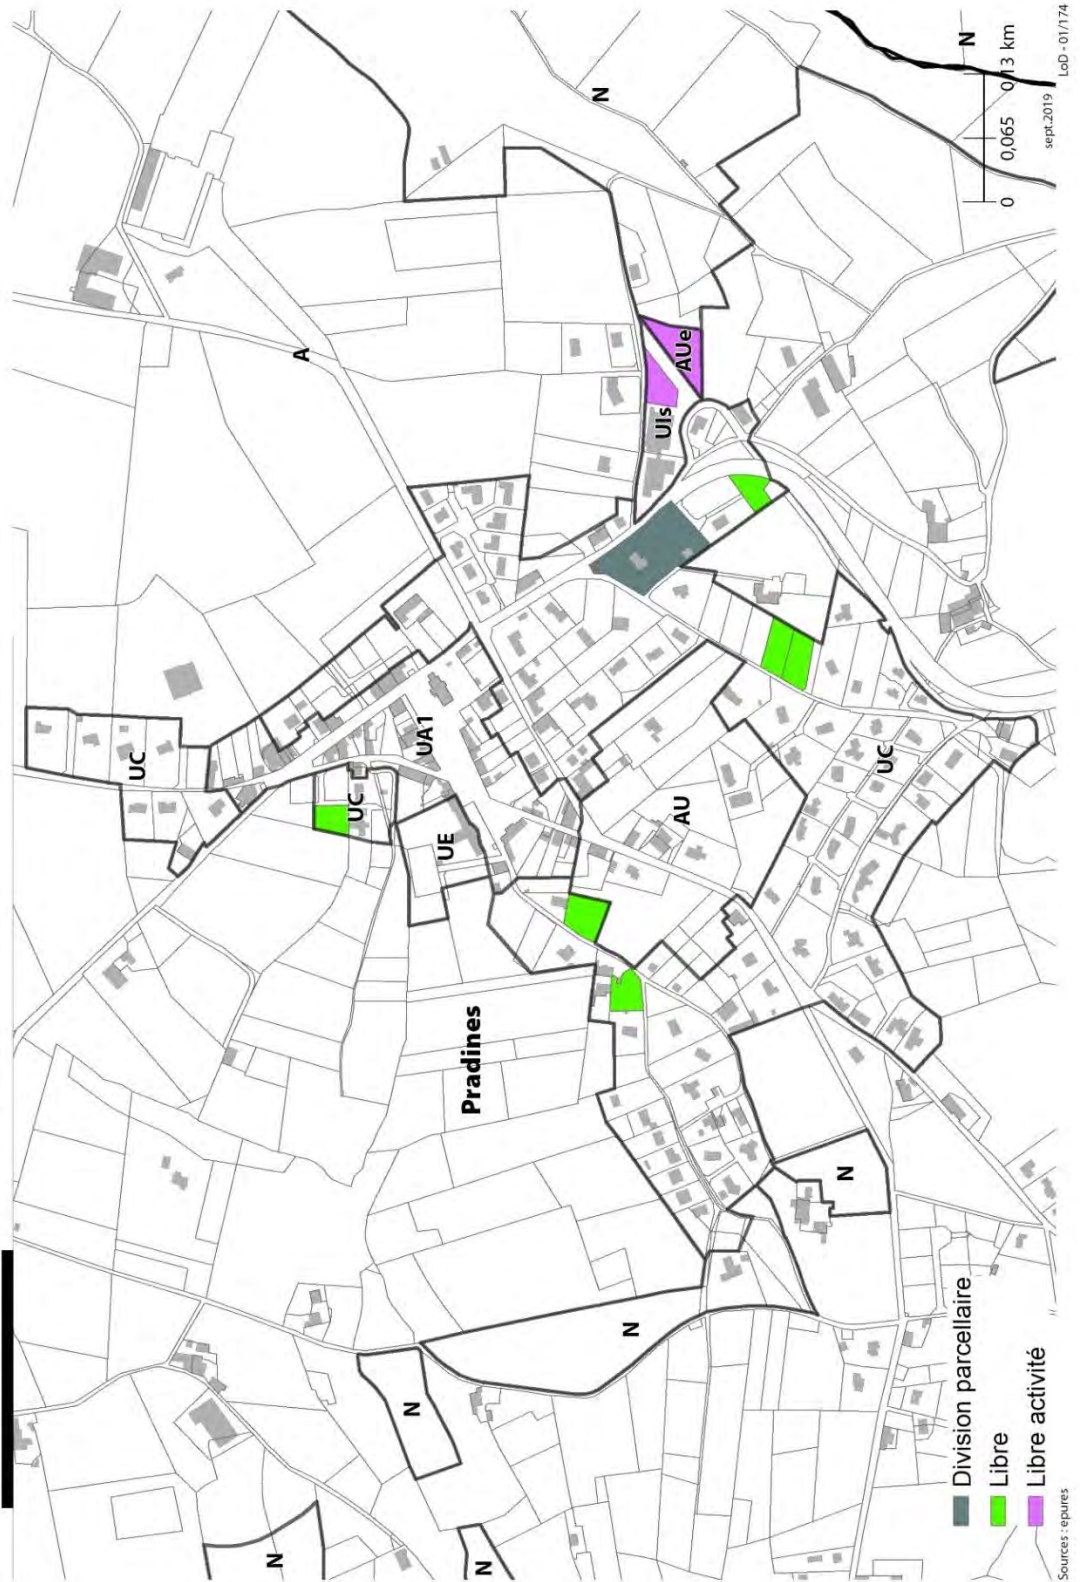 N
N
N
A
UC
UC
UA1
UE
UIs
AUe
AU
UC
Pradines
N
N
N
N
N
Division parcellaire
Libre
Libre activité
0 0,065 0,13 km
sept.2019
LoD - 01/174
Sources : epures